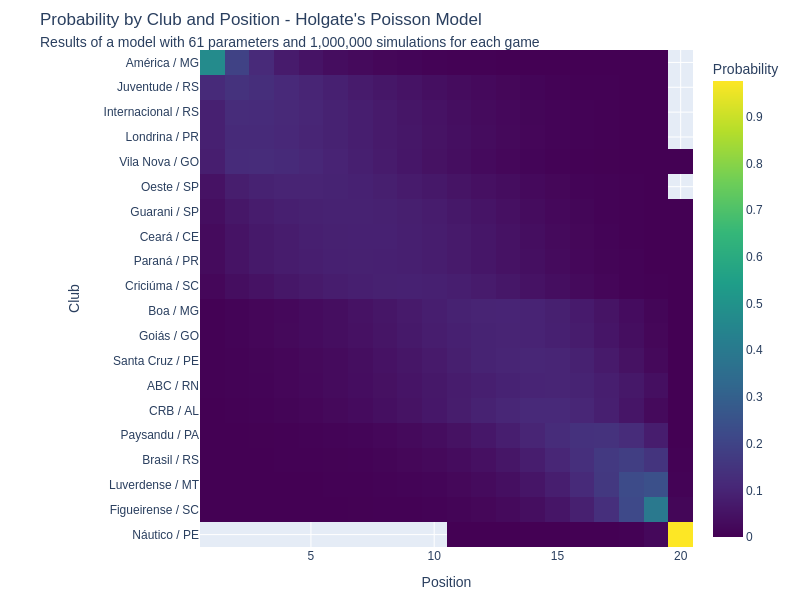 Probability by Club and Position - Holgate's Poisson Model
Results of a model with 61 parameters and 1,000,000 simulations for each game
Probability
América / MG
Juventude / RS
Internacional / RS
Londrina / PR
Vila Nova / GO
Oeste / SP
Guarani / SP
Ceará / CE
Paraná / PR
Criciúma / SC
Boa / MG
Goiás / GO
Santa Cruz / PE
ABC / RN
CRB / AL
Paysandu / PA
Brasil / RS
Luverdense / MT
Figueirense / SC
Náutico / PE
Club
5
10
15
20
Position
0.9
0.8
0.7
0.6
0.5
0.4
0.3
0.2
0.1
0